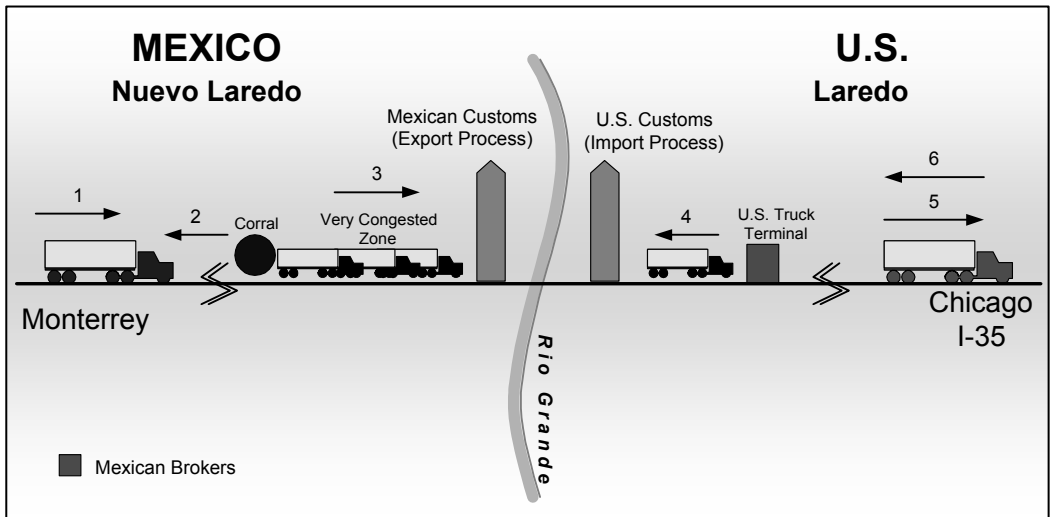 MEXICO
Nuevo Laredo
U.S.
Laredo
Mexican Customs
(Export Process)
U.S. Customs
(Import Process)
1
2
Corral
3
Very Congested
Zone
4
U.S. Truck
Terminal
6
5
Monterrey
Chicago
I-35
Rio Grande
Mexican Brokers